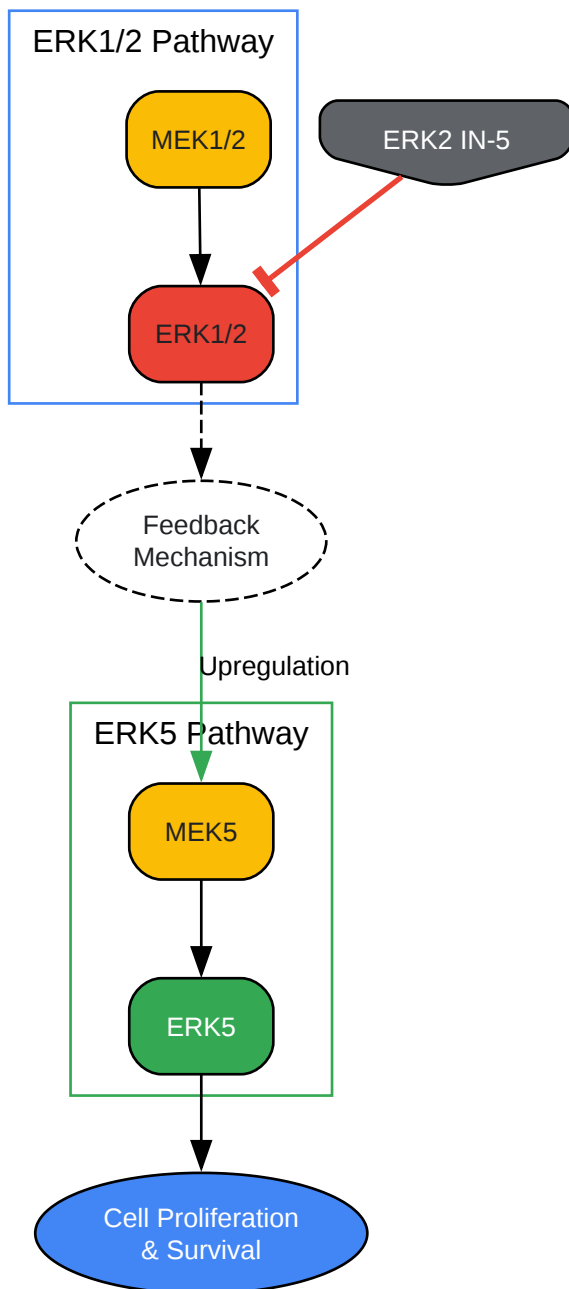 ERK1/2 Pathway
MEK1/2
ERK2 IN-5
ERK1/2
Feedback
Mechanism
Upregulation
ERK5 Pathway
MEK5
ERK5
Cell Proliferation
& Survival